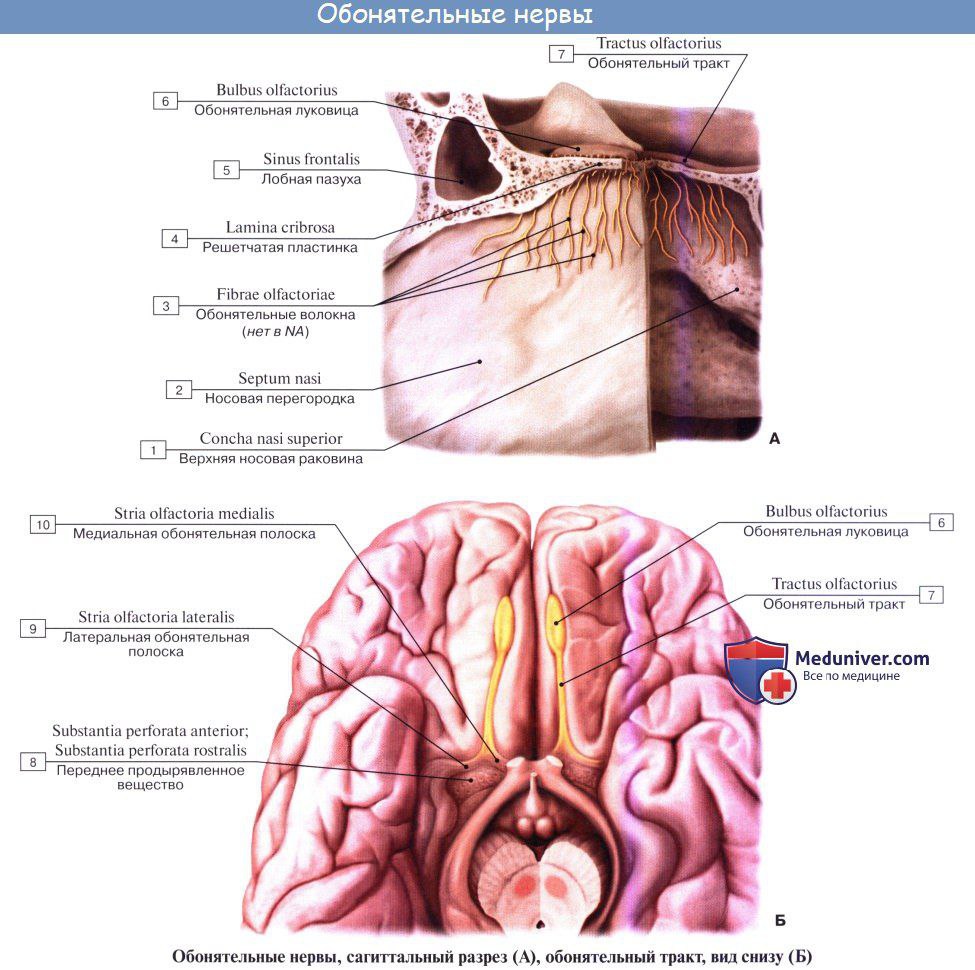 Обонятельные нервы
7
Tractus olfactorius
Обонятельный тракт
6
Bulbus olfactorius
Обонятельная луковица
5
Sinus frontalis
Лобная пазуха
4
Lamina cribrosa
Решетчатая пластинка
3
Fibrae olfactoriae
Обонятельные волокна
(нет в NA)
2
Septum nasi
Носовая перегородка
1
Concha nasi superior
Верхняя носовая раковина
А
10
Stria olfactoria medialis
Медиальная обонятельная полоска
9
Stria olfactoria lateralis
Латеральная обонятельная
полоска
8
Substantia perforata anterior;
Substantia perforata rostralis
Переднее продырявленное
вещество
Bulbus olfactorius
Обонятельная луковица
6
Tractus olfactorius
Обонятельный тракт
7
Meduniver.com
Все по медицине
Б
Обонятельные нервы, сагиттальный разрез (А), обонятельный тракт, вид снизу (Б)